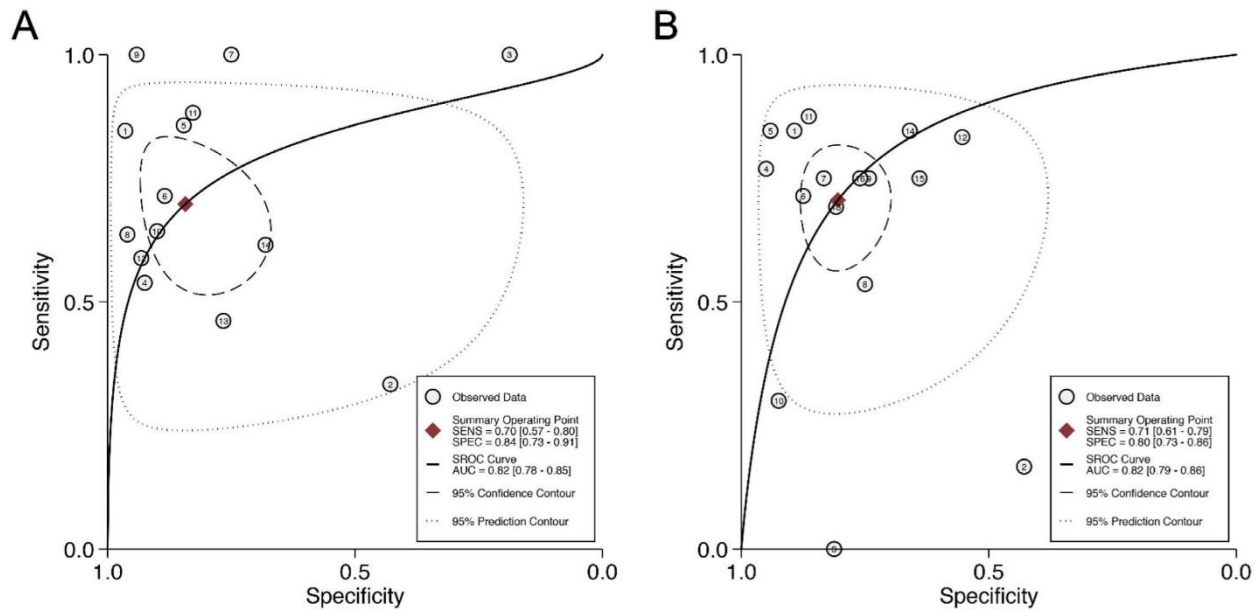 A
1.0
0.5
0.0
Sensitivity
9
7
3
11
5
1
6
8
4
14
13
2
Observed Data
Summary Operating Point
SENS = 0.70 [0.57 - 0.80]
SPEC = 0.84 [0.73 - 0.91]
SROC Curve
AUC = 0.82 [0.78 - 0.85]
95% Confidence Contour
95% Prediction Contour
1.0
0.5
0.0
Specificity
B
1.0
0.5
0.0
Sensitivity
5
1
11
14
12
4
7
15
6
8
10
2
Observed Data
Summary Operating Point
SENS = 0.71 [0.61 - 0.79]
SPEC = 0.80 [0.73 - 0.86]
SROC Curve
AUC = 0.82 [0.79 - 0.86]
95% Confidence Contour
95% Prediction Contour
1.0
0.5
0.0
Specificity